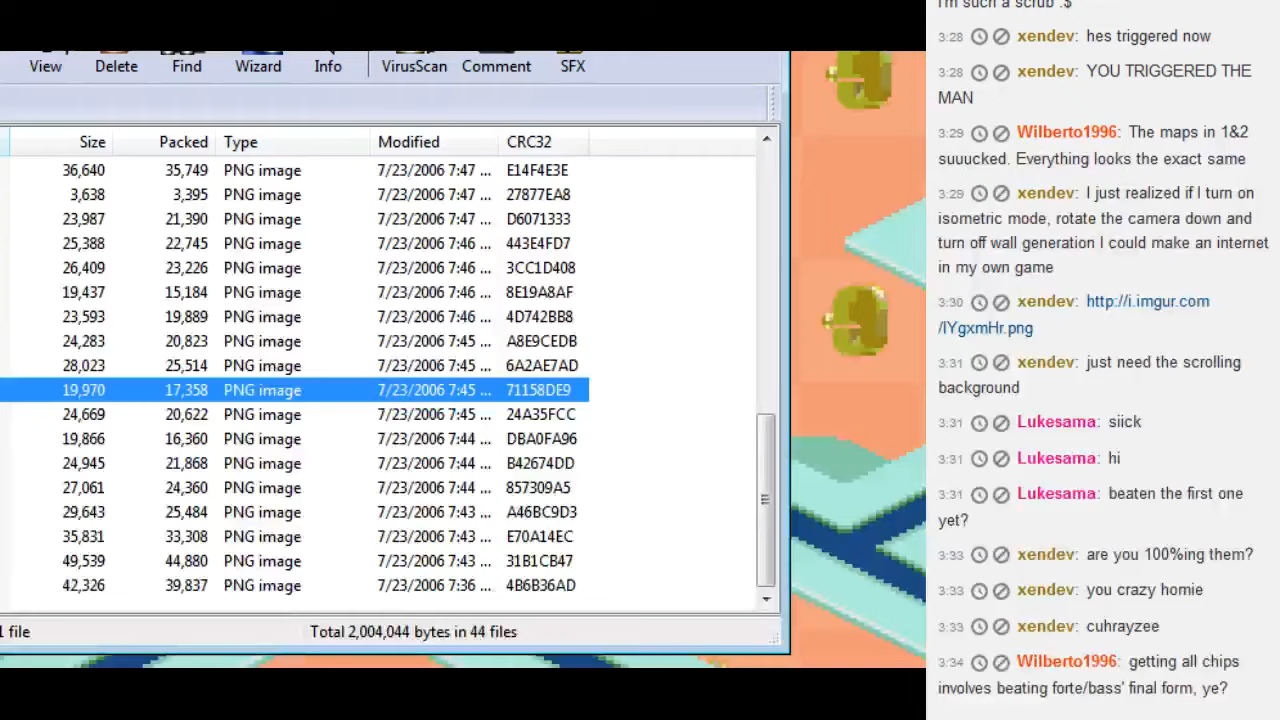 View Delete Find Wizard Info VirusScan Comment SFX
Size Packed Type Modified CRC32
36,640 35,749 PNG image 7/23/2006 7:47 ... E14F4E3E
3,638 3,395 PNG image 7/23/2006 7:47 ... 27877EA8
23,987 21,390 PNG image 7/23/2006 7:47 ... D6071333
25,388 22,745 PNG image 7/23/2006 7:46 ... 443E4FD7
26,409 23,226 PNG image 7/23/2006 7:46 ... 3CC1D408
19,437 15,184 PNG image 7/23/2006 7:46 ... 8E19A8AF
23,593 19,889 PNG image 7/23/2006 7:46 ... 4D742BB8
24,283 20,823 PNG image 7/23/2006 7:45 ... A8E9CEDB
28,023 25,514 PNG image 7/23/2006 7:45 ... 6A2AE7AD
19,970 17,358 PNG image 7/23/2006 7:45 ... 71158DE9
24,669 20,622 PNG image 7/23/2006 7:45 ... 24A35FCC
19,866 16,360 PNG image 7/23/2006 7:44 ... DBA0FA96
24,945 21,868 PNG image 7/23/2006 7:44 ... B42674DD
27,061 24,360 PNG image 7/23/2006 7:44 ... 857309A5
29,643 25,484 PNG image 7/23/2006 7:43 ... A46BC9D3
35,831 33,308 PNG image 7/23/2006 7:43 ... E70A14EC
49,539 44,880 PNG image 7/23/2006 7:43 ... 31B1CB47
42,326 39,837 PNG image 7/23/2006 7:36 ... 4B6B36AD
1 file Total 2,004,044 bytes in 44 files
I'm such a scrub :$
3:28 xendev: hes triggered now
3:28 xendev: YOU TRIGGERED THE
MAN
3:29 Wilberto1996: The maps in 1&2
suuucked. Everything looks the exact same
3:29 xendev: I just realized if I turn on
isometric mode, rotate the camera down and
turn off wall generation I could make an internet
in my own game
3:30 xendev: http://i.imgur.com
/lYgxmHr.png
3:31 xendev: just need the scrolling
background
3:31 Lukesama: siick
3:31 Lukesama: hi
3:31 Lukesama: beaten the first one
yet?
3:33 xendev: are you 100%ing them?
3:33 xendev: you crazy homie
3:33 xendev: cuhrayzee
3:34 Wilberto1996: getting all chips
involves beating forte/bass' final form, ye?